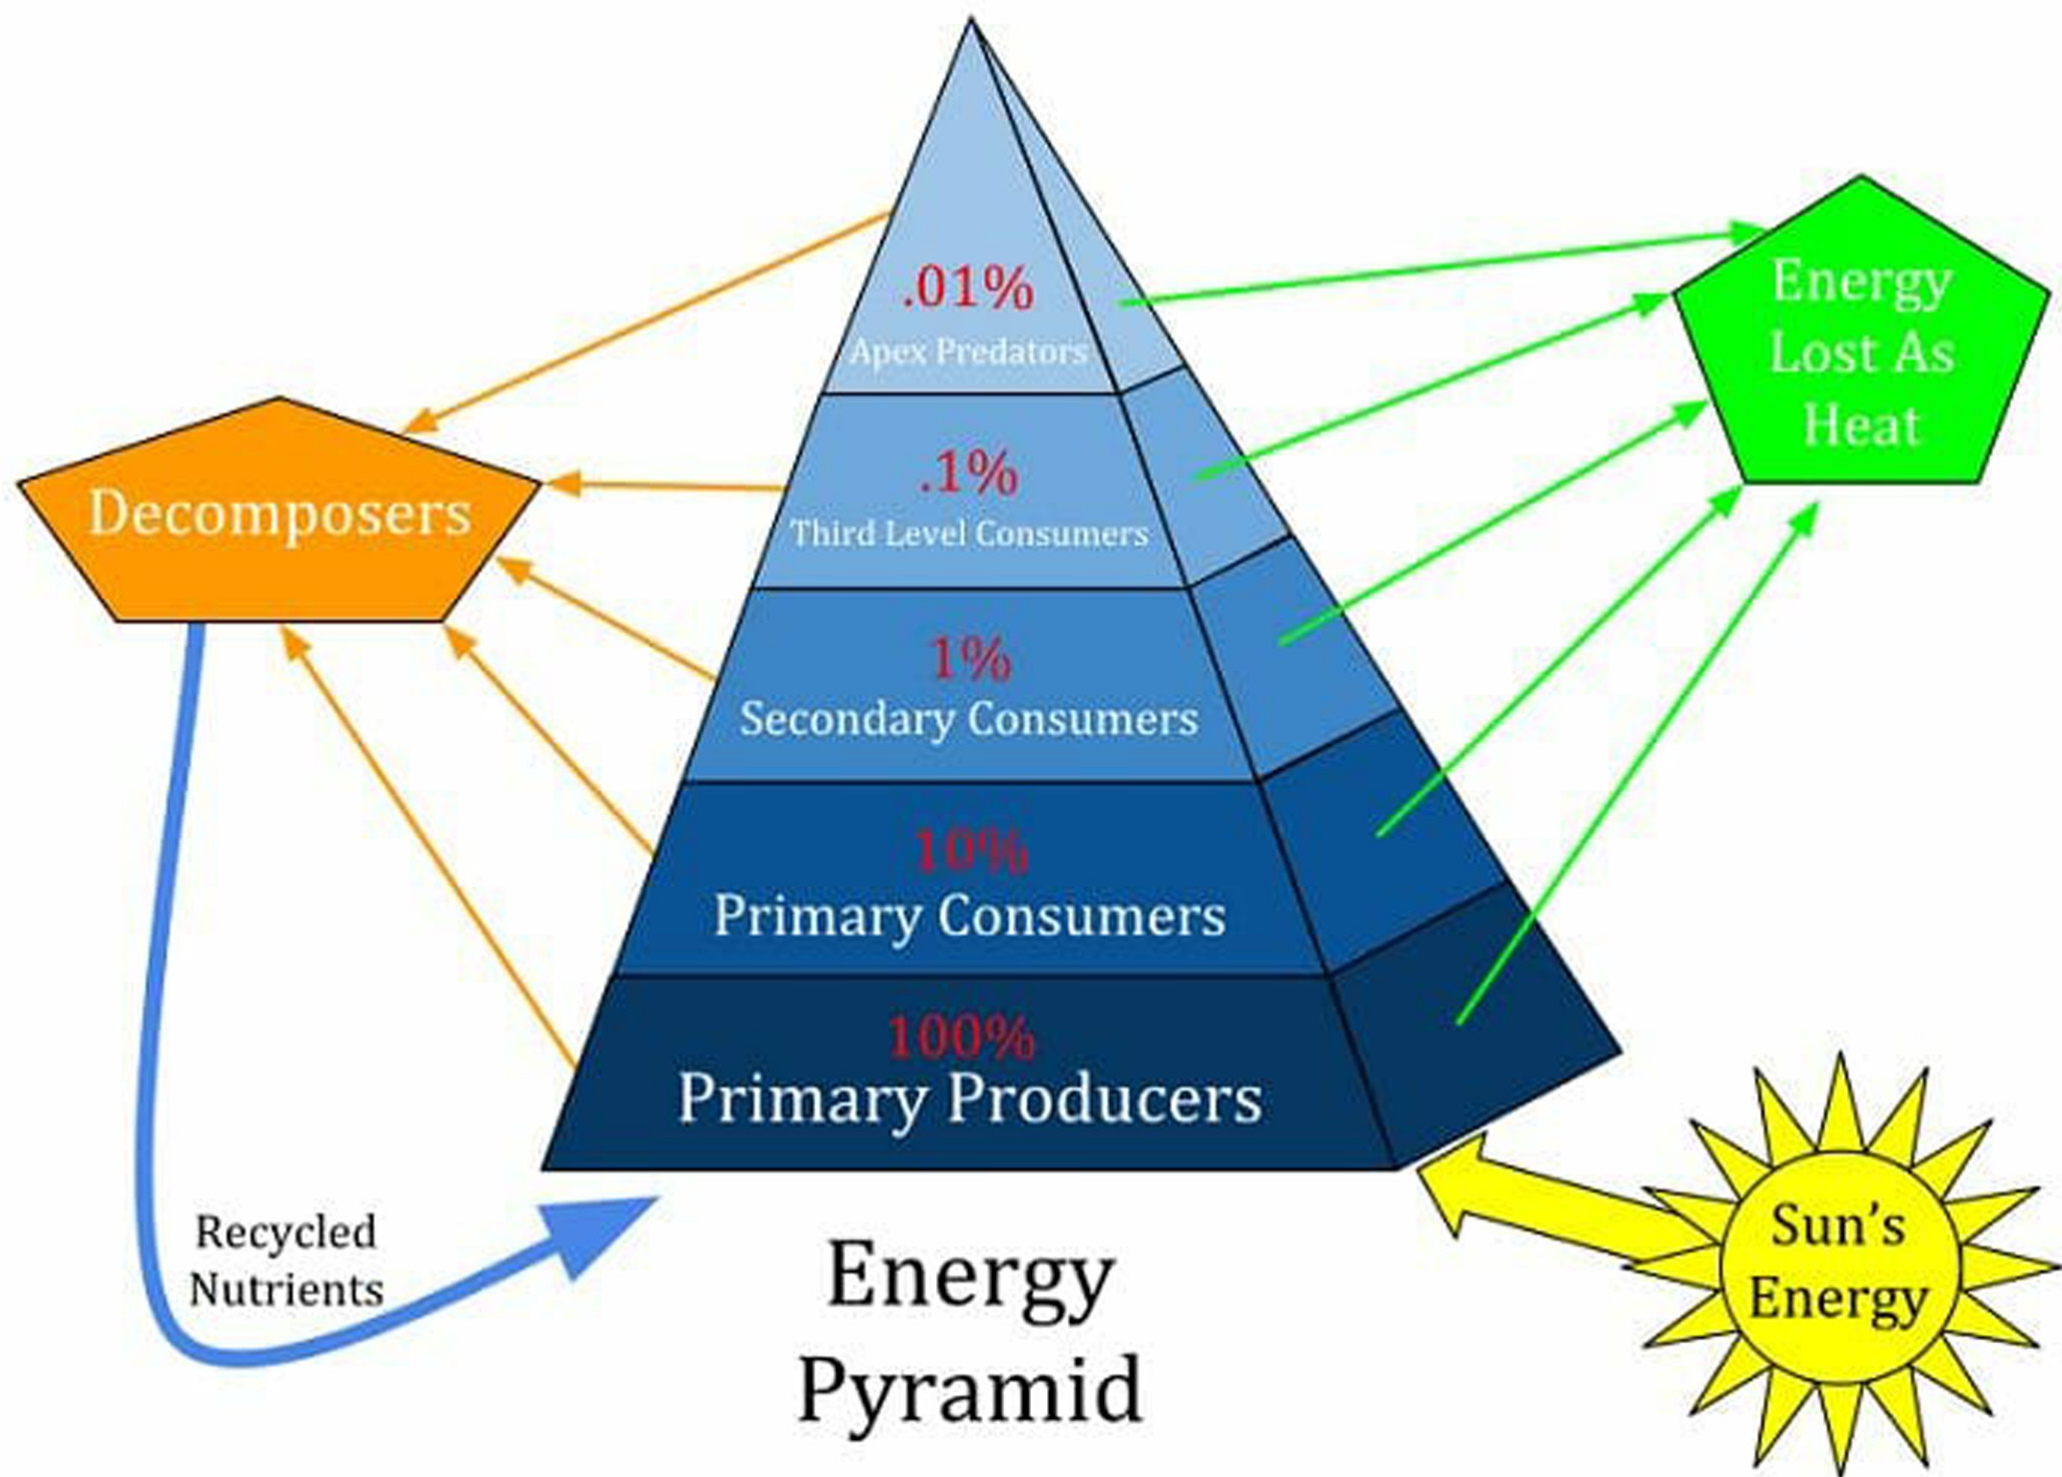 .01%
Apex Predators
.1%
Third Level Consumers
1%
Secondary Consumers
10%
Primary Consumers
100%
Primary Producers
Decomposers
Energy
Lost As
Heat
Recycled
Nutrients
Sun's
Energy
Energy
Pyramid